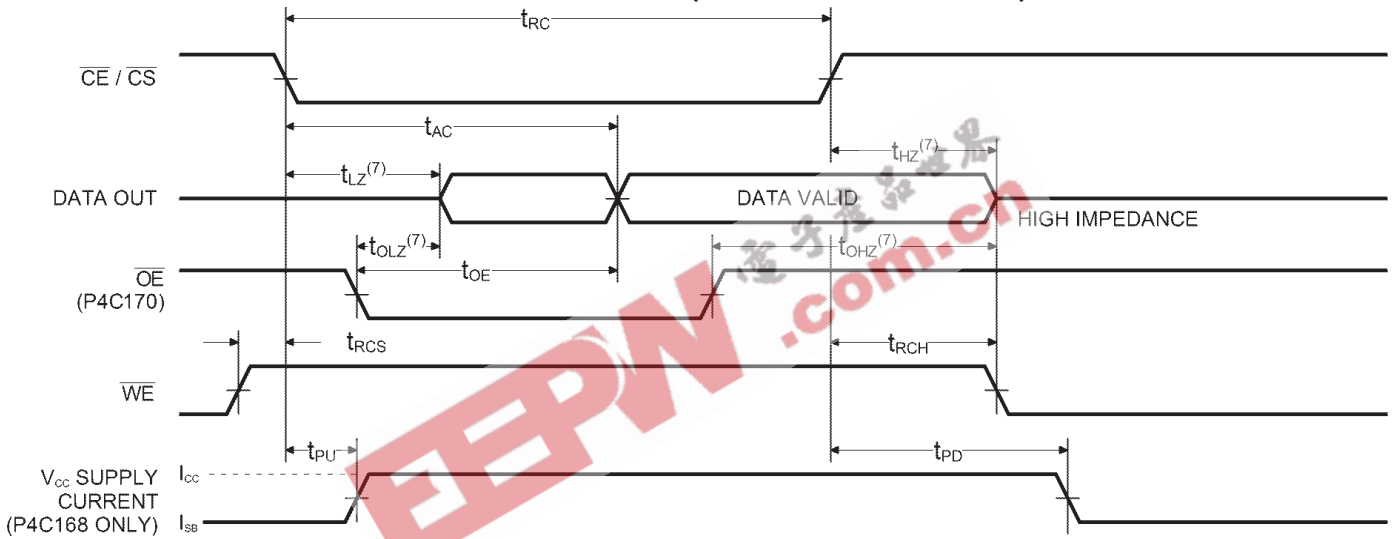 tRC
CE / CS
tAC
tHZ(7)
tLZ(7)
DATA OUT
DATA VALID
HIGH IMPEDANCE
tOLZ(7)
tOHZ(7)
tOE
OE
(P4C170)
tRCS
tRCH
WE
tPU
tPD
VCC SUPPLY
CURRENT
(P4C168 ONLY)
ICC
ISB
EEPW
.com.cn
電子產品世界